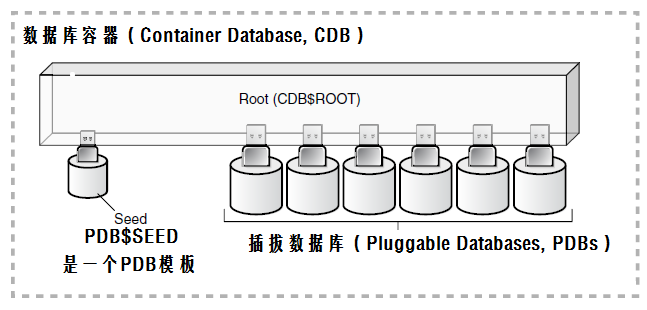 数据库容器（Container Database, CDB）
Root (CDB$ROOT)
Seed
PDB$SEED
是一个PDB模板
插拔数据库（Pluggable Databases, PDBs）